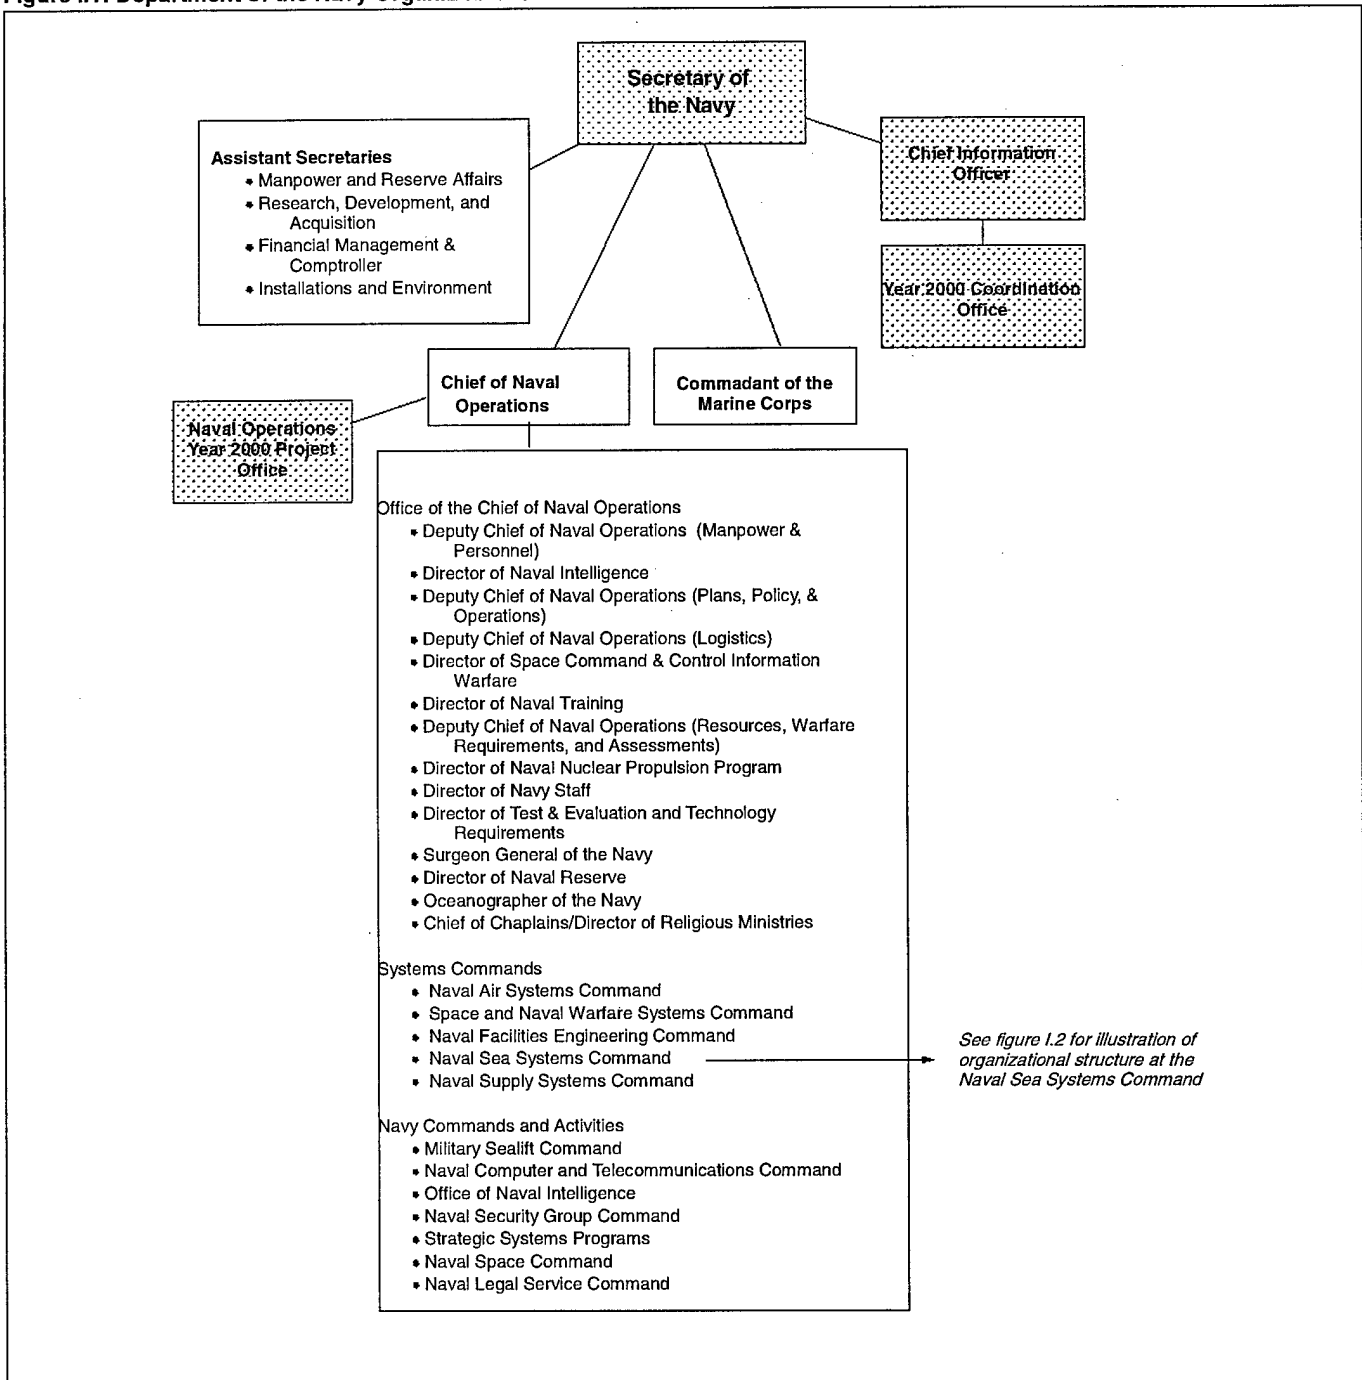 Secretary of
the Navy
Assistant Secretaries
• Manpower and Reserve Affairs
• Research, Development, and
Acquisition
• Financial Management &
Comptroller
• Installations and Environment
Chief Information
Officer
Year 2000 Coordination
Office
Chief of Naval
Operations
Commadant of the
Marine Corps
Naval Operations
Year 2000 Project
Office
Office of the Chief of Naval Operations
• Deputy Chief of Naval Operations (Manpower &
Personnel)
• Director of Naval Intelligence
• Deputy Chief of Naval Operations (Plans, Policy, &
Operations)
• Deputy Chief of Naval Operations (Logistics)
• Director of Space Command & Control Information
Warfare
• Director of Naval Training
• Deputy Chief of Naval Operations (Resources, Warfare
Requirements, and Assessments)
• Director of Naval Nuclear Propulsion Program
• Director of Navy Staff
• Director of Test & Evaluation and Technology
Requirements
• Surgeon General of the Navy
• Director of Naval Reserve
• Oceanographer of the Navy
• Chief of Chaplains/Director of Religious Ministries
Systems Commands
• Naval Air Systems Command
• Space and Naval Warfare Systems Command
• Naval Facilities Engineering Command
• Naval Sea Systems Command
• Naval Supply Systems Command
See figure I.2 for illustration of
organizational structure at the
Naval Sea Systems Command
Navy Commands and Activities
• Military Sealift Command
• Naval Computer and Telecommunications Command
• Office of Naval Intelligence
• Naval Security Group Command
• Strategic Systems Programs
• Naval Space Command
• Naval Legal Service Command